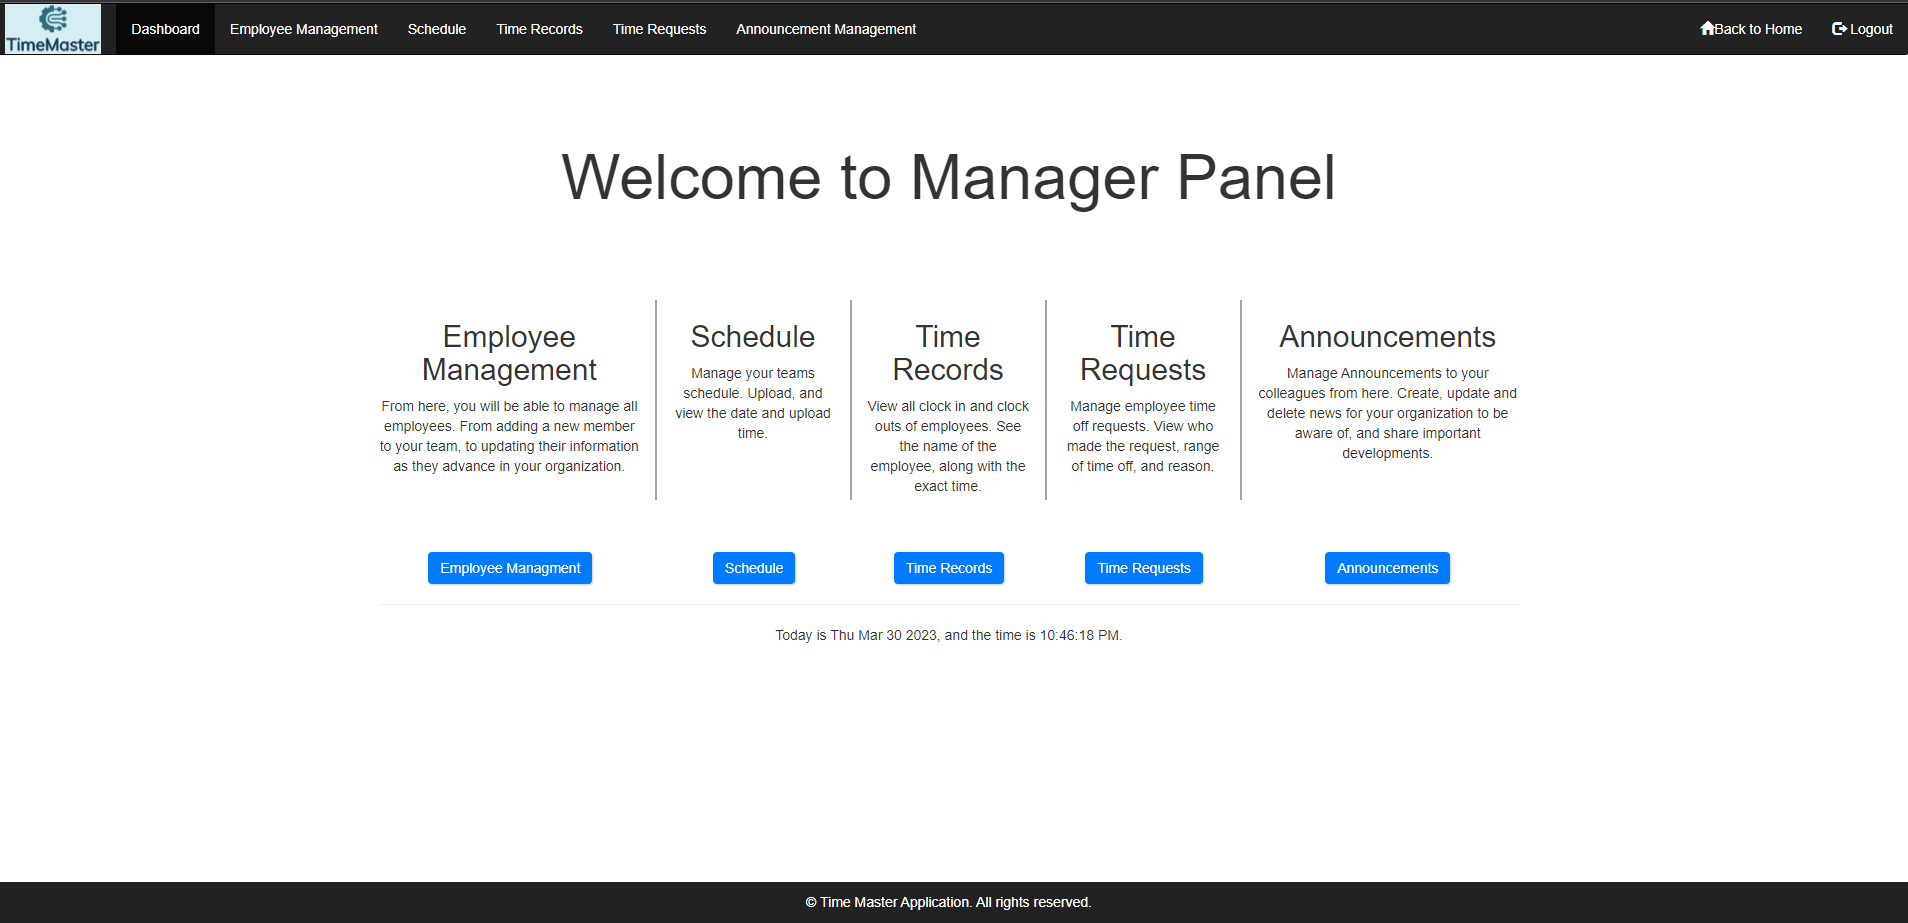 TimeMaster
Dashboard Employee Management Schedule Time Records Time Requests Announcement Management Back to Home Logout
Welcome to Manager Panel
Employee
Management
From here, you will be able to manage all
employees. From adding a new member
to your team, to updating their information
as they advance in your organization.
Schedule
Manage your teams
schedule. Upload, and
view the date and upload
time.
Time
Records
View all clock in and clock
outs of employees. See
the name of the
employee, along with the
exact time.
Time
Requests
Manage employee time
off requests. View who
made the request, range
of time off, and reason.
Announcements
Manage Announcements to your
colleagues from here. Create, update and
delete news for your organization to be
aware of, and share important
developments.
Employee Managment Schedule Time Records Time Requests Announcements
Today is Thu Mar 30 2023, and the time is 10:46:18 PM.
© Time Master Application. All rights reserved.